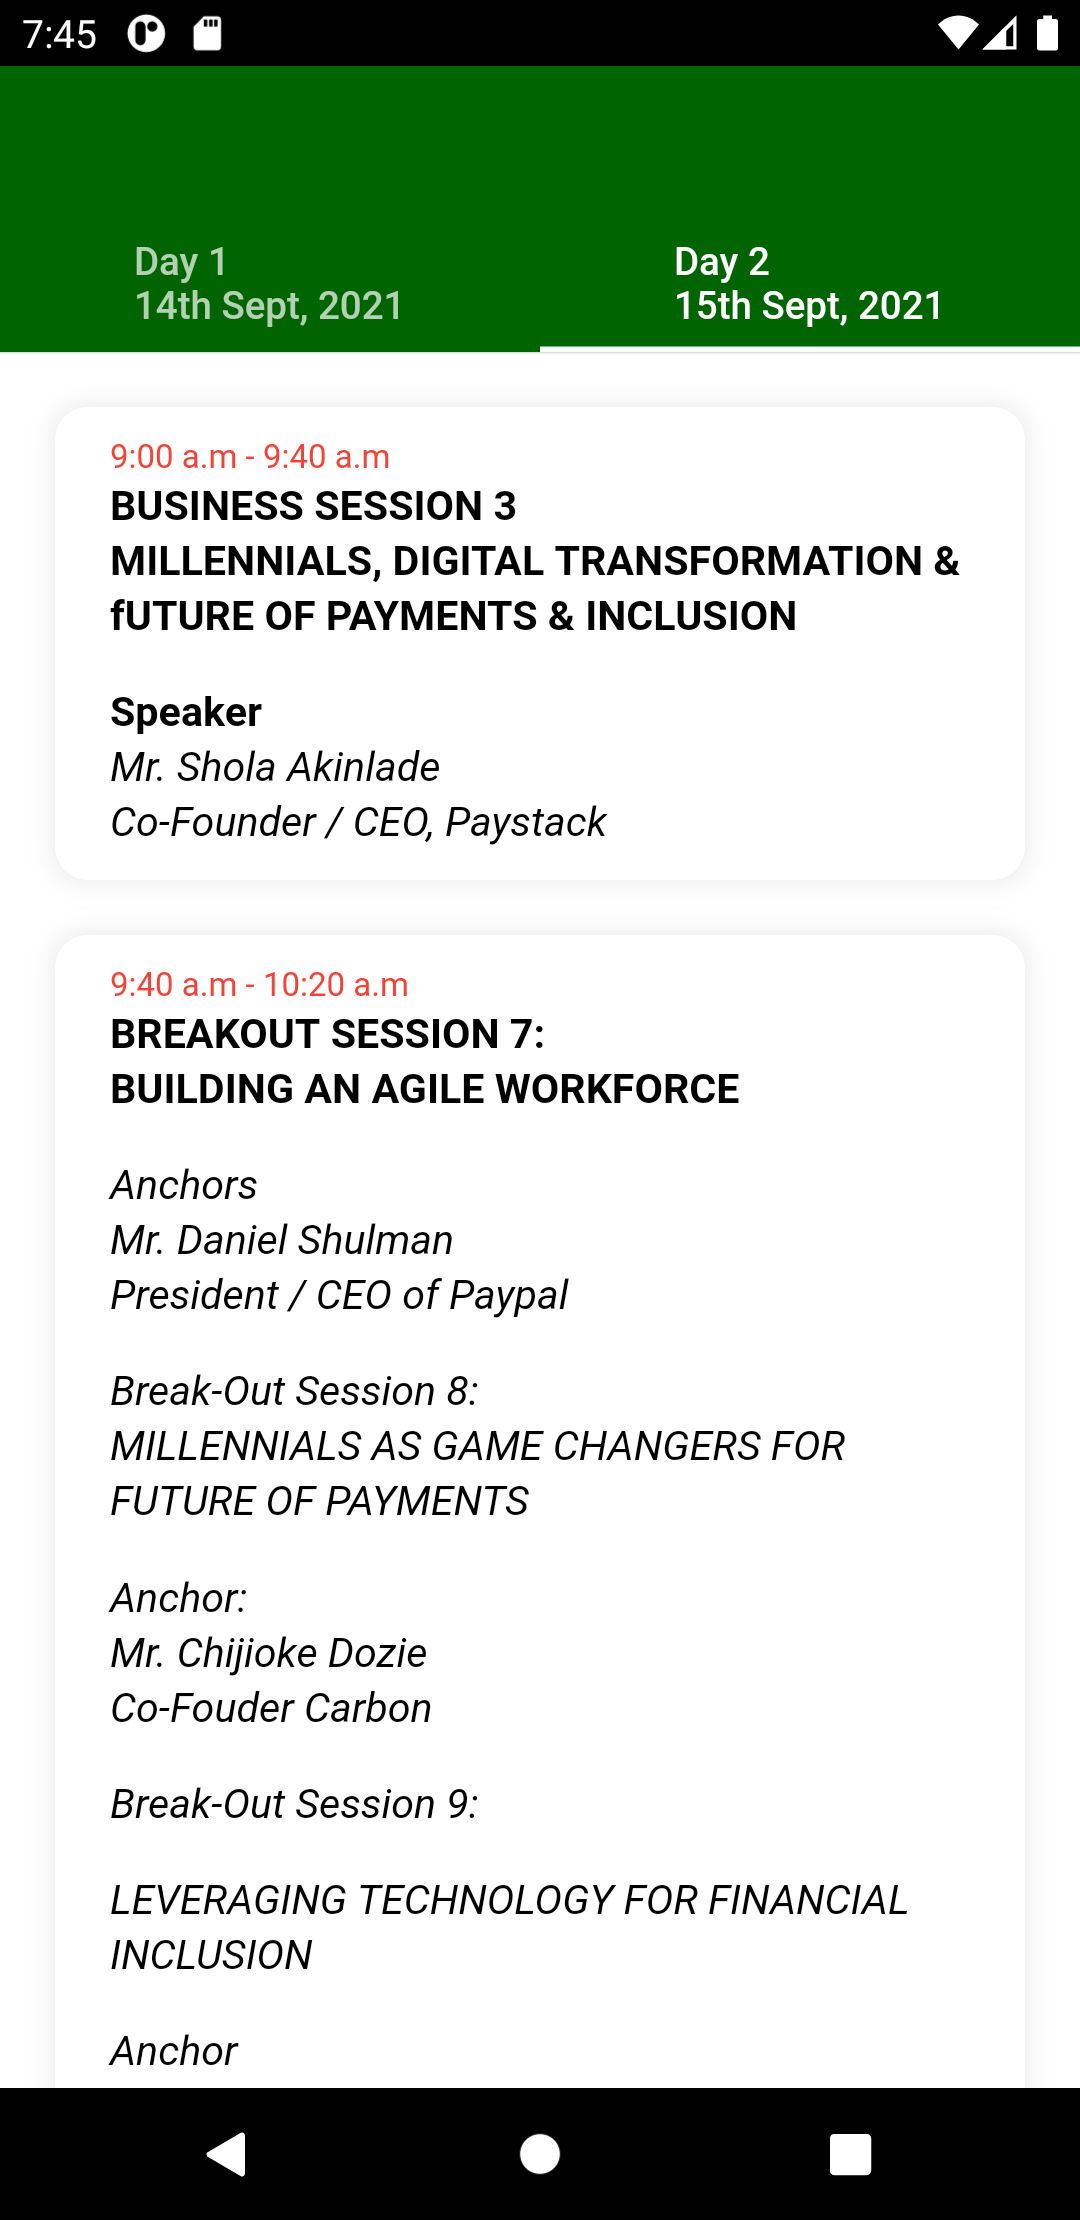 7:45
Day 1
14th Sept, 2021
Day 2
15th Sept, 2021
9:00 a.m - 9:40 a.m
BUSINESS SESSION 3
MILLENNIALS, DIGITAL TRANSFORMATION &
fUTURE OF PAYMENTS & INCLUSION
Speaker
Mr. Shola Akinlade
Co-Founder / CEO, Paystack
9:40 a.m - 10:20 a.m
BREAKOUT SESSION 7:
BUILDING AN AGILE WORKFORCE
Anchors
Mr. Daniel Shulman
President / CEO of Paypal
Break-Out Session 8:
MILLENNIALS AS GAME CHANGERS FOR
FUTURE OF PAYMENTS
Anchor:
Mr. Chijioke Dozie
Co-Fouder Carbon
Break-Out Session 9:
LEVERAGING TECHNOLOGY FOR FINANCIAL
INCLUSION
Anchor